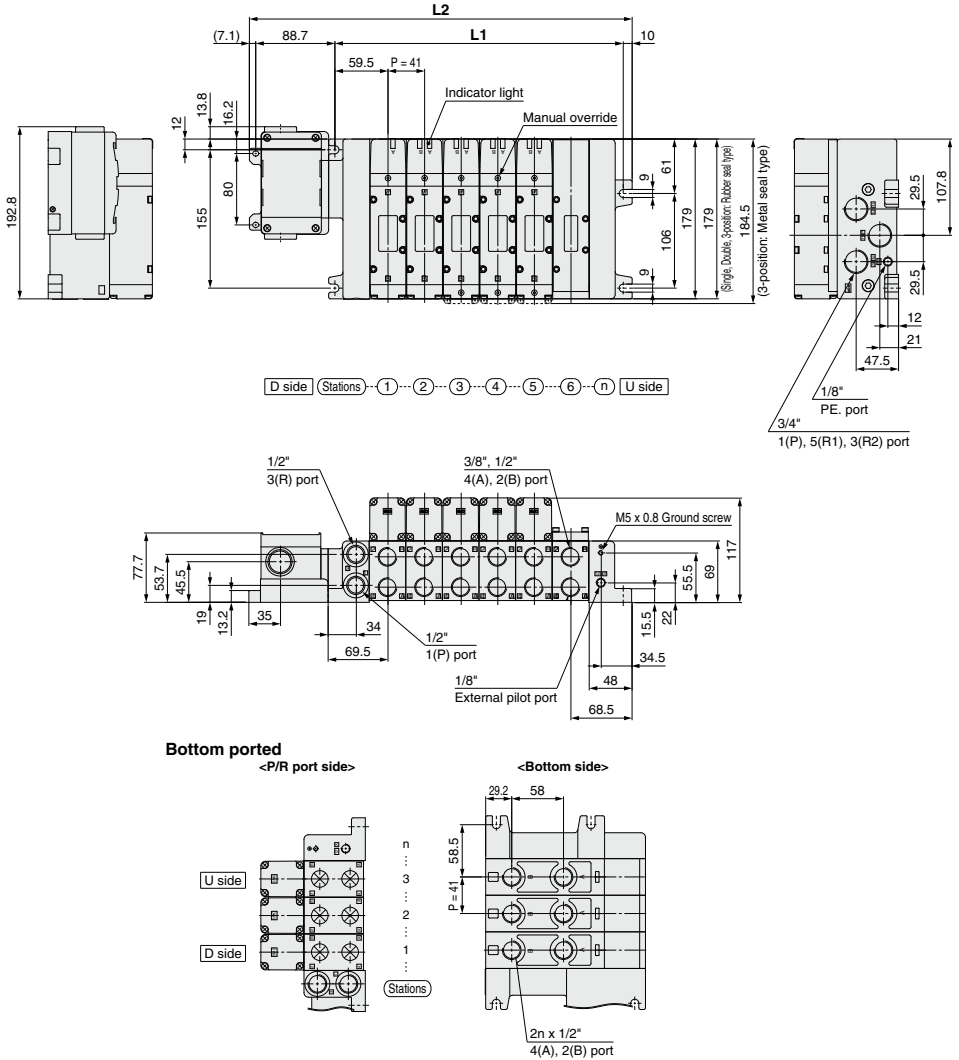 L2
(7.1)
88.7
L1
10
59.5
P = 41
Indicator light
Manual override
13.8
16.2
12
192.8
155
80
9
61
106
9
179
179
(Single, Double, 3-position: Rubber seal type)
184.5
(3-position: Metal seal type)
29.5
107.8
29.5
12
21
47.5
1/8"
PE. port
3/4"
1(P), 5(R1), 3(R2) port
D side Stations 1 2 3 4 5 6 n U side
1/2"
3(R) port
3/8", 1/2"
4(A), 2(B) port
M5 x 0.8 Ground screw
77.7
53.7
45.5
19
13.2
35
34
69.5
1/2"
1(P) port
1/8"
External pilot port
117
69
55.5
22
15.5
34.5
48
68.5
Bottom ported
<P/R port side>
<Bottom side>
29.2
58
58.5
P = 41
n
U side
3
2
D side
1
Stations
2n x 1/2"
4(A), 2(B) port